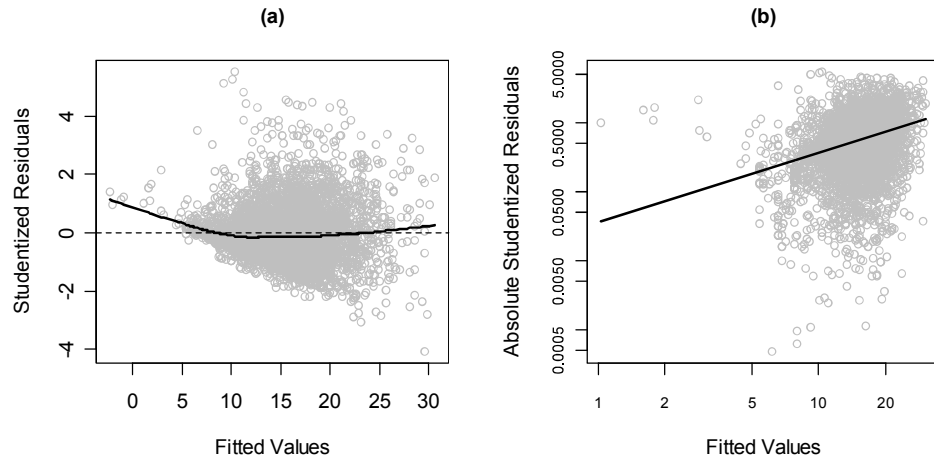 (a)
Studentized Residuals
4
2
0
-2
-4
0 5 10 15 20 25 30
Fitted Values
(b)
Absolute Studentized Residuals
5.0000
0.5000
0.0500
0.0050
0.0005
1 2 5 10 20
Fitted Values